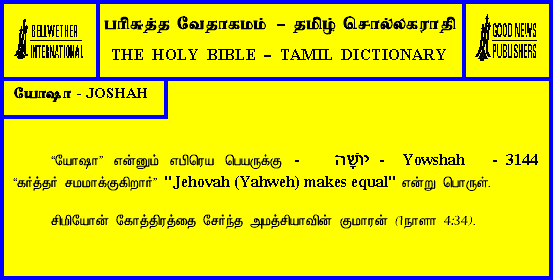 BELLWETHER
INTERNATIONAL
பரிசுத்த வேதாகமம் – தமிழ் சொல்லகராதி
THE HOLY BIBLE – TAMIL DICTIONARY
GOOD NEWS
PUBLISHERS
யோஷா - JOSHAH
“யோஷா” என்னும் எபிரெய பெயருக்கு - יוֹשָׁה - Yowshah - 3144
“கர்த்தர் சமமாக்குகிறார்” "Jehovah (Yahweh) makes equal" என்று பொருள்.
சிமியோன் கோத்திரத்தை சேர்ந்த அமத்சியாவின் குமாரன் (1நாளா 4:34).